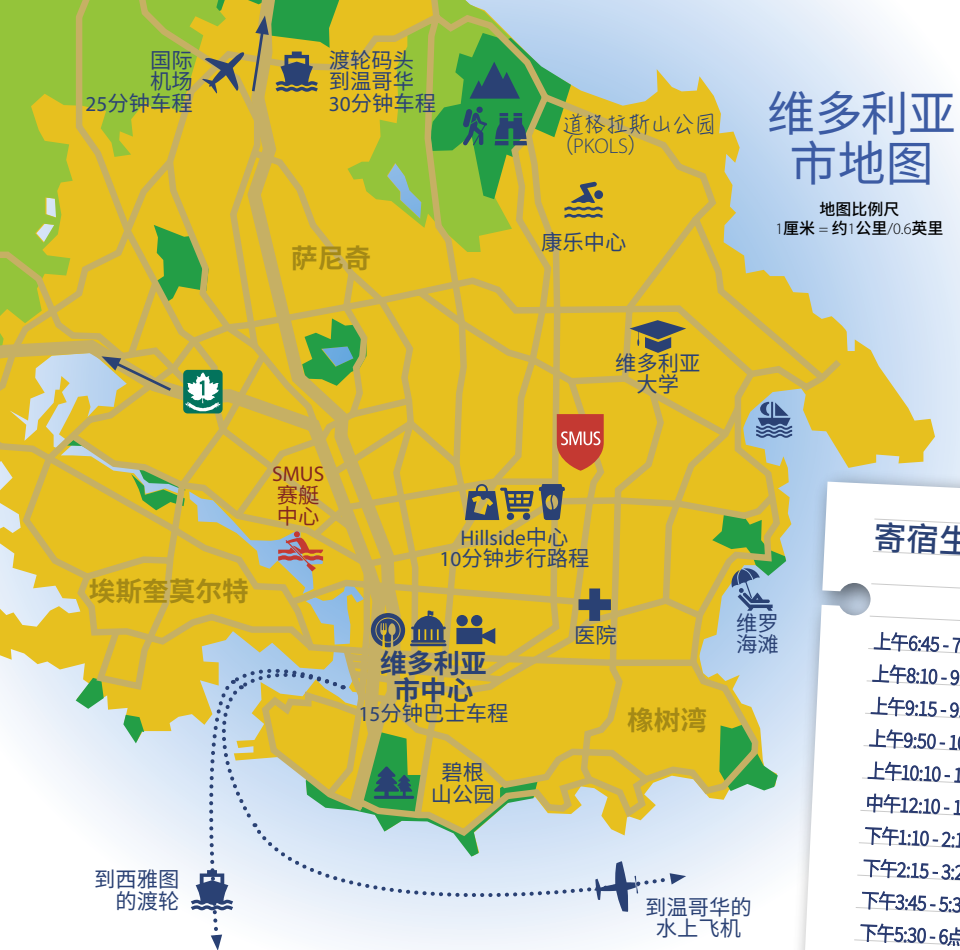 国际
机场
25分钟车程
渡轮码头
到温哥华
30分钟车程
道格拉斯山公园
(PKOLS)
维多利亚
市地图
地图比例尺
1厘米 = 约1公里/0.6英里
康乐中心
萨尼奇
维多利亚
大学
1
SMUS
SMUS
赛艇
中心
Hillside中心
10分钟步行路程
埃斯奎莫尔特
医院
维罗
海滩
维多利亚
市中心
15分钟巴士车程
橡树湾
碧根
山公园
到西雅图
的渡轮
到温哥华的
水上飞机
寄宿生
上午6:45 - 7
上午8:10 - 9
上午9:15 - 9:
上午9:50 - 10
上午10:10 - 1
中午12:10 - 1
下午1:10 - 2:1
下午2:15 - 3:2
下午3:45 - 5:3
下午5:30 - 6点